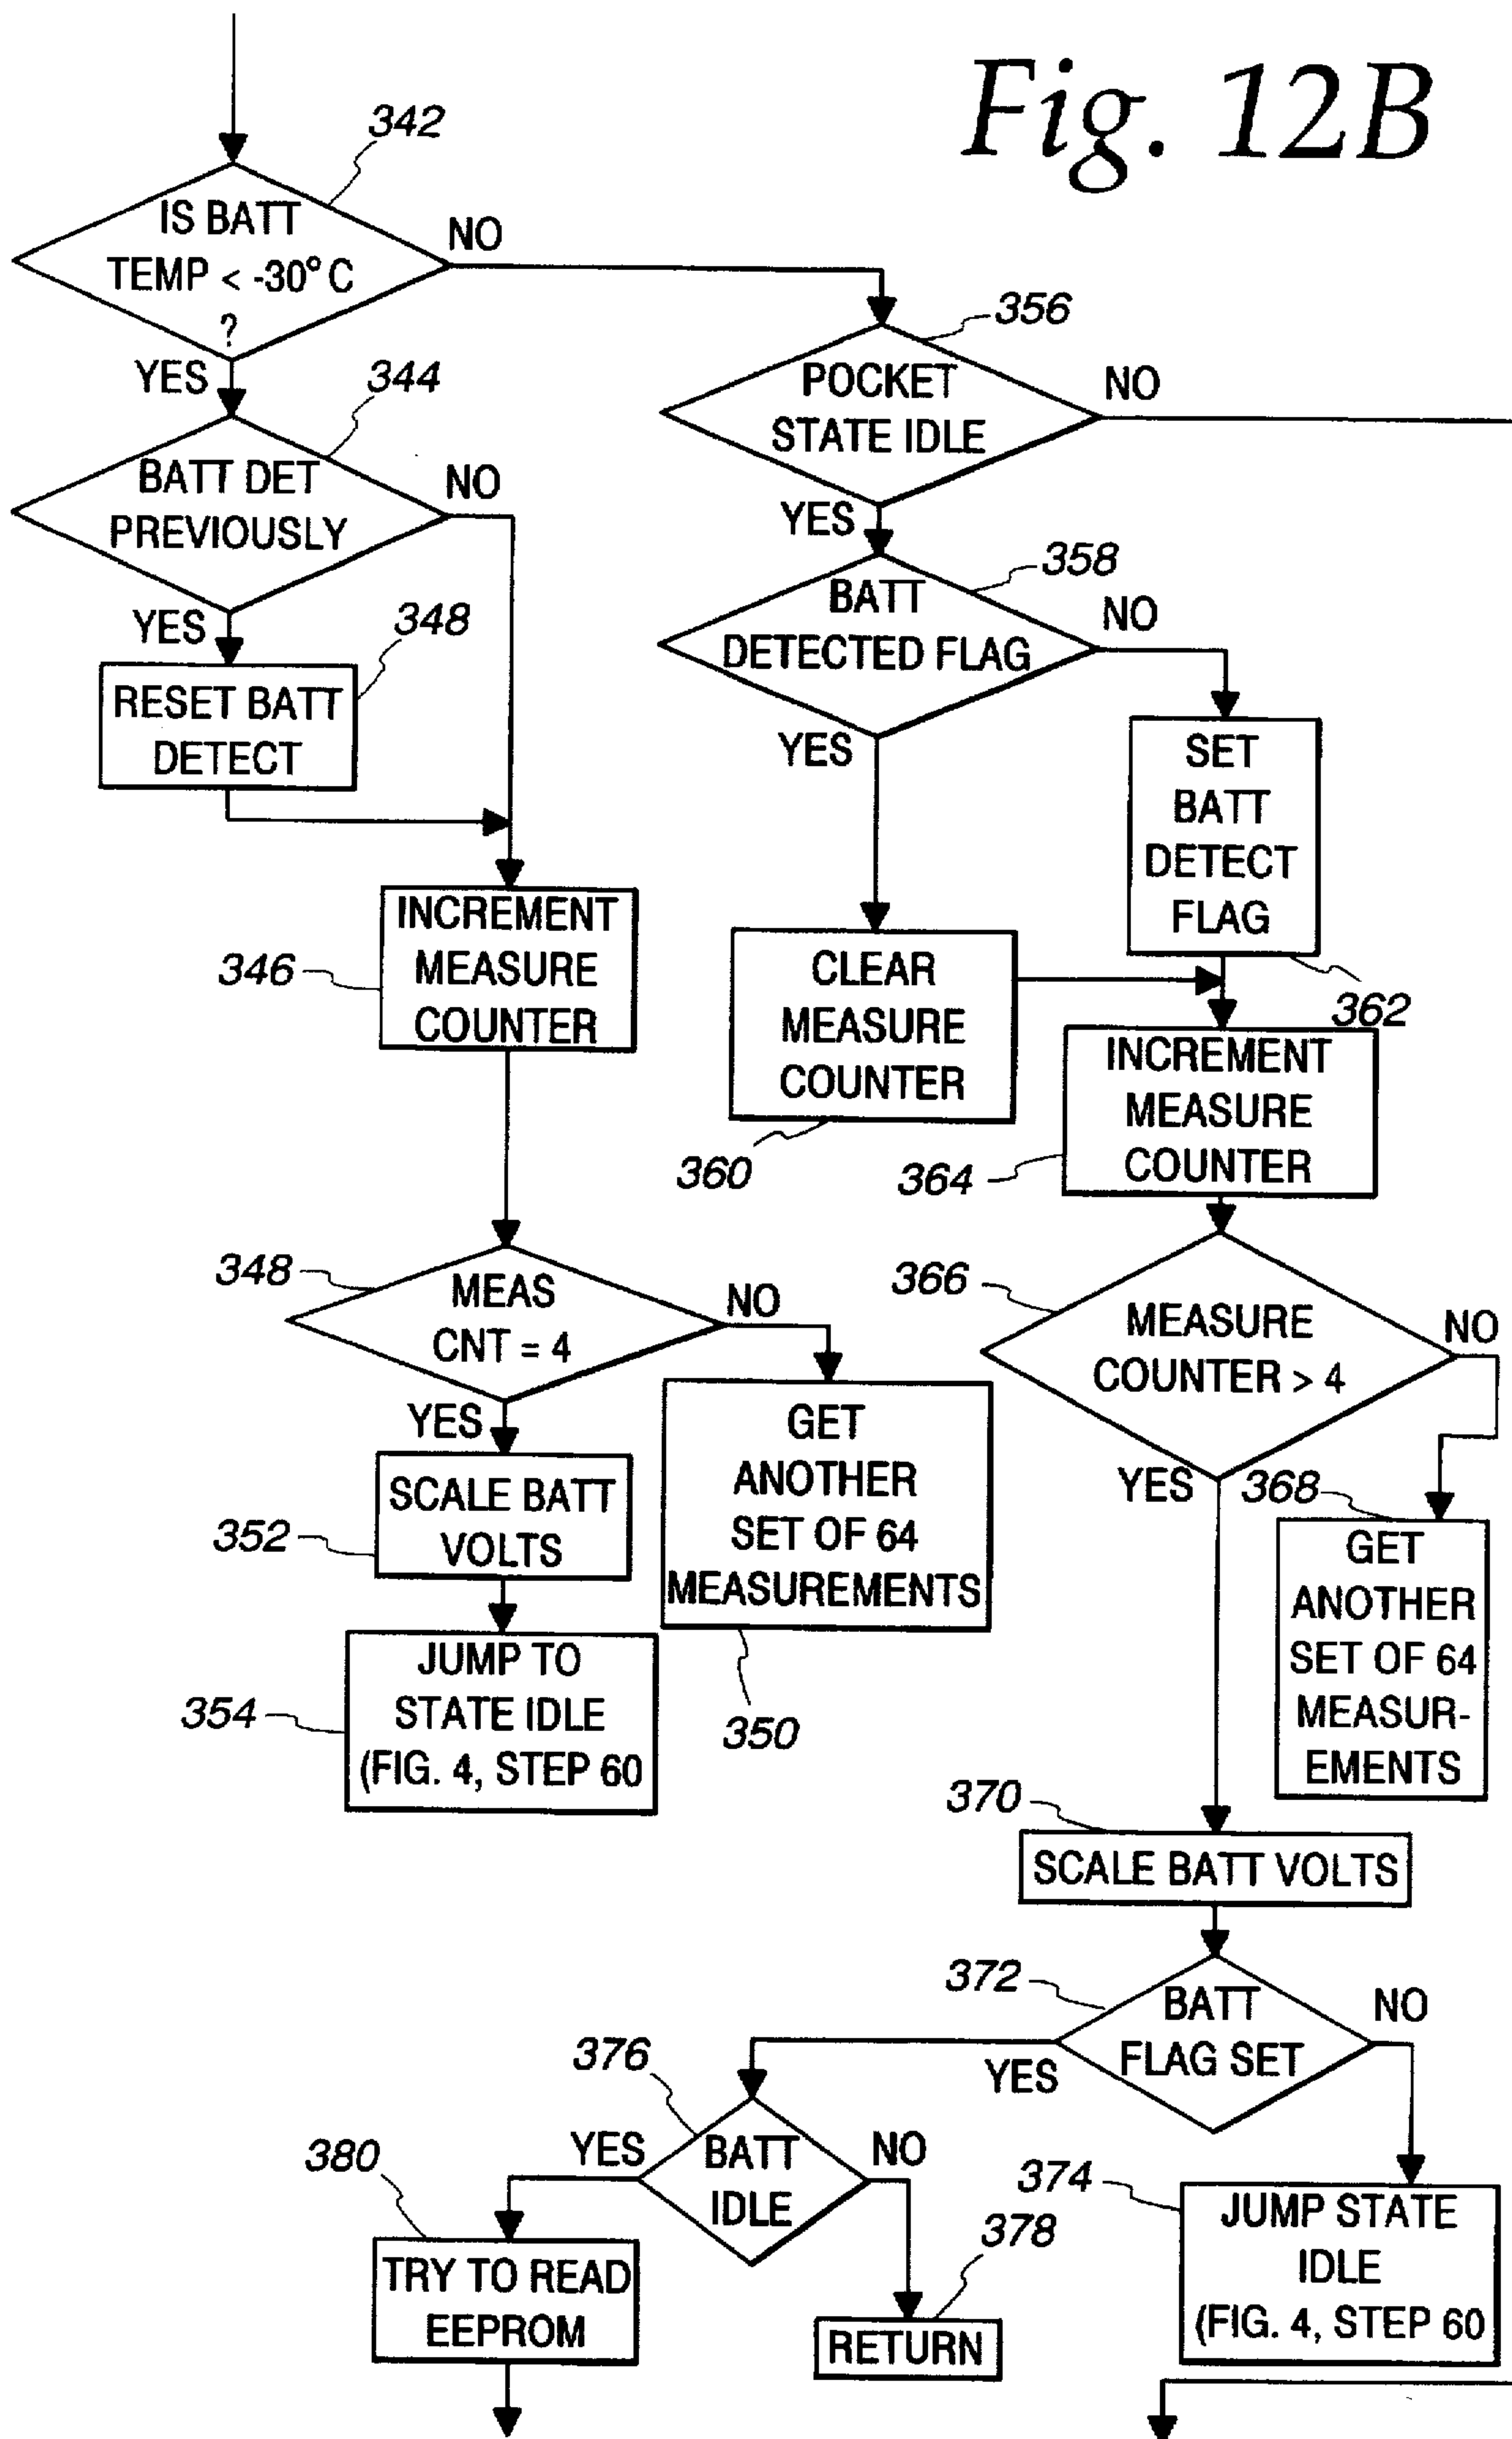 Fig. 12B
342
IS BATT
TEMP < -30° C
?
NO
YES
344
BATT DET
PREVIOUSLY
NO
YES
348
RESET BATT
DETECT
346
INCREMENT
MEASURE
COUNTER
348
MEAS
CNT = 4
NO
YES
352
SCALE BATT
VOLTS
GET
ANOTHER
SET OF 64
MEASUREMENTS
350
354
JUMP TO
STATE IDLE
(FIG. 4, STEP 60
356
POCKET
STATE IDLE
NO
YES
358
BATT
DETECTED FLAG
NO
YES
SET
BATT
DETECT
FLAG
362
CLEAR
MEASURE
COUNTER
360
364
INCREMENT
MEASURE
COUNTER
366
MEASURE
COUNTER > 4
NO
YES
368
GET
ANOTHER
SET OF 64
MEASUR-
EMENTS
370
SCALE BATT VOLTS
372
BATT
FLAG SET
NO
YES
374
JUMP STATE
IDLE
(FIG. 4, STEP 60
376
BATT
IDLE
YES
NO
378
RETURN
380
TRY TO READ
EEPROM